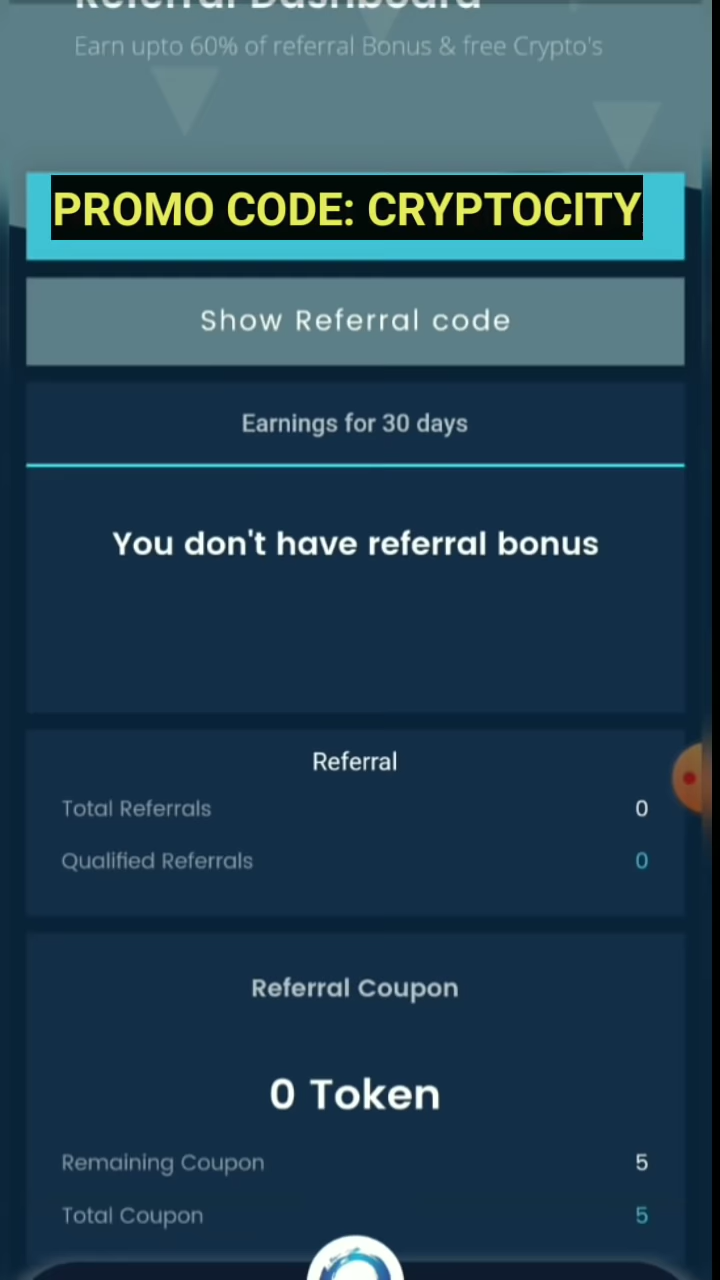 Referral Dashboard
Earn upto 60% of referral Bonus & free Crypto's
PROMO CODE: CRYPTOCITY
Show Referral code
Earnings for 30 days
You don't have referral bonus
Referral
Total Referrals 0
Qualified Referrals 0
Referral Coupon
0 Token
Remaining Coupon 5
Total Coupon 5